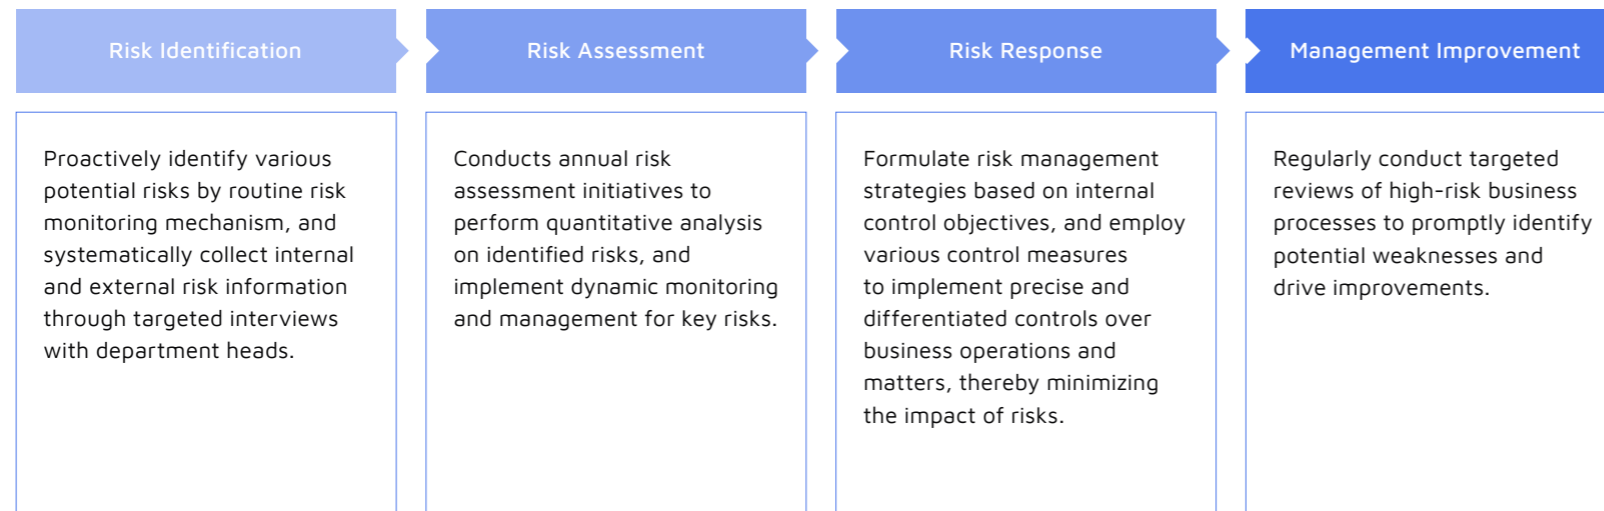 Risk Identification
Proactively identify various
potential risks by routine risk
monitoring mechanism, and
systematically collect internal
and external risk information
through targeted interviews
with department heads.
Risk Assessment
Conducts annual risk
assessment initiatives to
perform quantitative analysis
on identified risks, and
implement dynamic monitoring
and management for key risks.
Risk Response
Formulate risk management
strategies based on internal
control objectives, and employ
various control measures
to implement precise and
differentiated controls over
business operations and
matters, thereby minimizing
the impact of risks.
Management Improvement
Regularly conduct targeted
reviews of high-risk business
processes to promptly identify
potential weaknesses and
drive improvements.